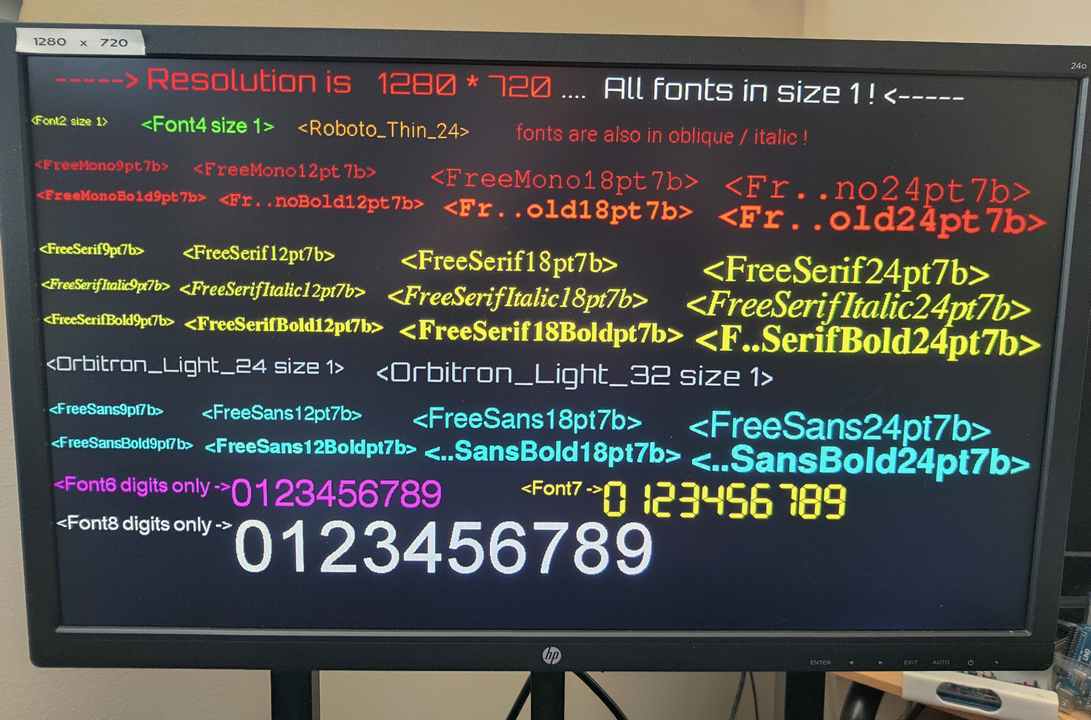 1280 x 720
24o
-----> Resolution is 1280 * 720 .... All fonts in size 1 ! <-----
<Font2 size 1> <Font4 size 1> <Roboto_Thin_24> fonts are also in oblique / italic !
<FreeMono9pt7b> <FreeMono12pt7b> <FreeMono18pt7b> <Fr..no24pt7b>
<FreeMonoBold9pt7b> <Fr..noBold12pt7b> <Fr..old18pt7b> <Fr..old24pt7b>
<FreeSerif9pt7b> <FreeSerif12pt7b> <FreeSerif18pt7b> <FreeSerif24pt7b>
<FreeSerifItalic9pt7b> <FreeSerifItalic12pt7b> <FreeSerifItalic18pt7b> <FreeSerifItalic24pt7b>
<FreeSerifBold9pt7b> <FreeSerifBold12pt7b> <FreeSerif18Boldpt7b> <F..SerifBold24pt7b>
<Orbitron_Light_24 size 1> <Orbitron_Light_32 size 1>
<FreeSans9pt7b> <FreeSans12pt7b> <FreeSans18pt7b> <FreeSans24pt7b>
<FreeSansBold9pt7b> <FreeSans12Boldpt7b> <..SansBold18pt7b> <..SansBold24pt7b>
<Font6 digits only ->0123456789 <Font7 ->0123456789
<Font8 digits only ->0123456789
hp
ENTER EXIT AUTO